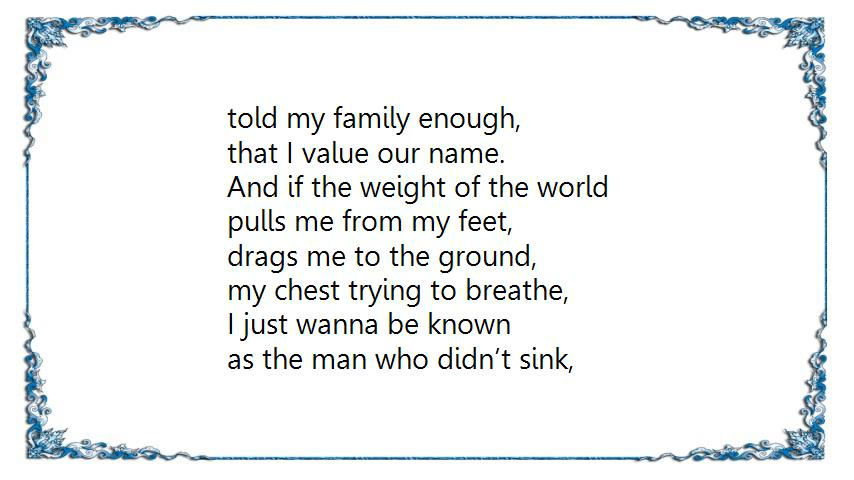 told my family enough,
that I value our name.
And if the weight of the world
pulls me from my feet,
drags me to the ground,
my chest trying to breathe,
I just wanna be known
as the man who didn’t sink,